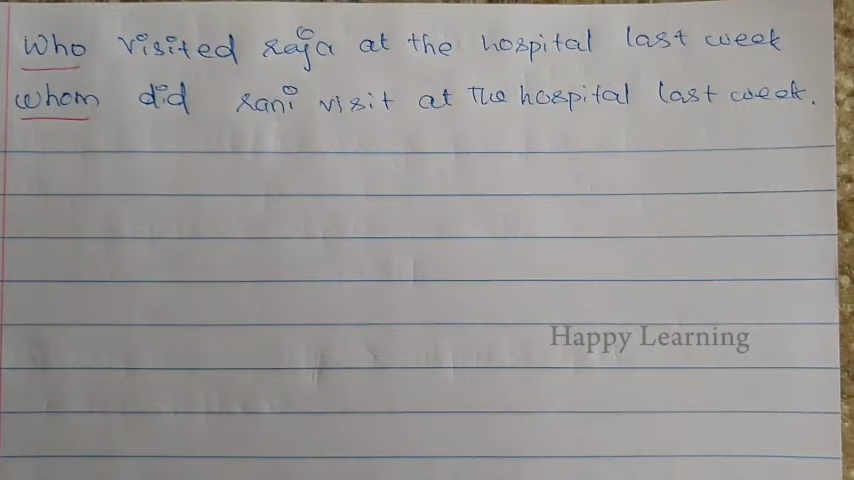 Who visited raja at the hospital last week
whom did rani visit at the hospital last week.
Happy Learning